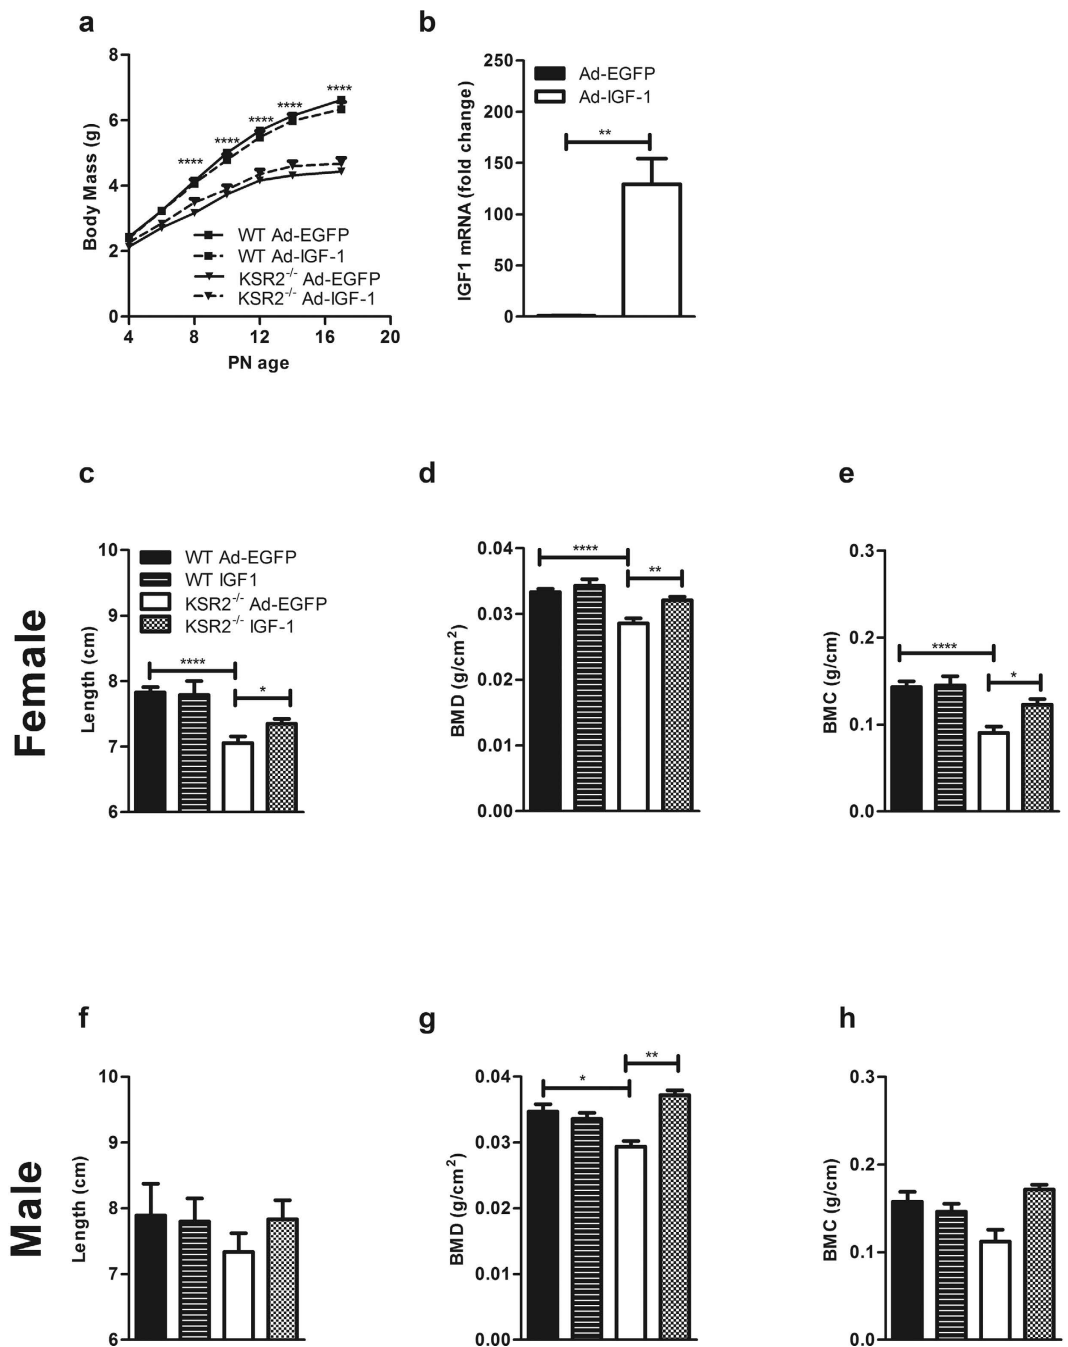 a
8
6
4
2
0
Body Mass (g)
****
****
****
****
****
WT Ad-EGFP
WT Ad-IGF-1
KSR2-/- Ad-EGFP
KSR2-/- Ad-IGF-1
4 8 12 16 20
PN age
b
250
200
150
100
50
0
IGF1 mRNA (fold change)
Ad-EGFP
Ad-IGF-1
**
Female
c
10
9
8
7
6
Length (cm)
WT Ad-EGFP
WT IGF1
KSR2-/- Ad-EGFP
KSR2-/- IGF-1
****
*
d
0.04
0.03
0.02
0.01
0.00
BMD (g/cm2)
****
**
e
0.3
0.2
0.1
0.0
BMC (g/cm)
****
*
Male
f
10
9
8
7
6
Length (cm)
g
0.04
0.03
0.02
0.01
0.00
BMD (g/cm2)
*
**
h
0.3
0.2
0.1
0.0
BMC (g/cm)